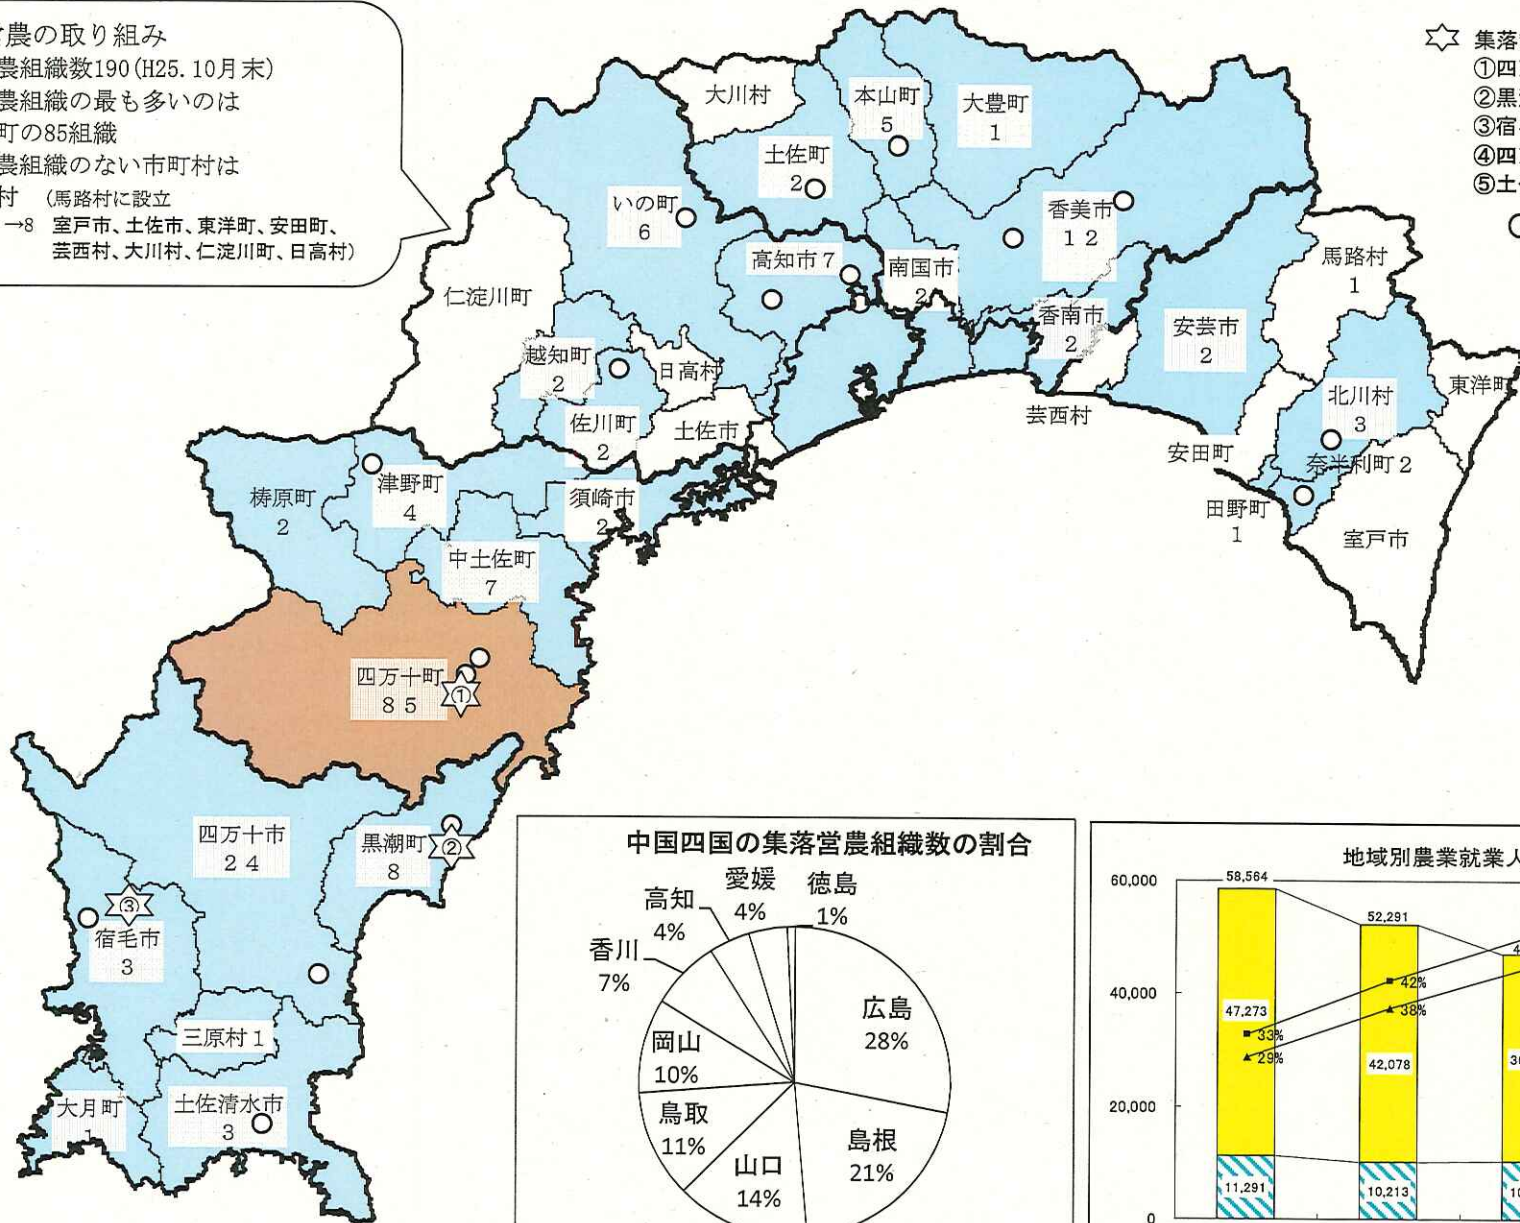 営農の取り組み
農組織数190(H25.10月末)
農組織の最も多いのは
町の85組織
農組織のない市町村は
村 (馬路村に設立
→8 室戸市、土佐市、東洋町、安田町、
芸西村、大川村、仁淀川町、日高村)
集落
①四
②黒
③宿
④四
⑤土
大川村
本山町
5
大豊町
1
土佐町
2
いの町
6
香美市
12
高知市7
南国市
2
馬路村
1
仁淀川町
香南市
2
安芸市
2
越知町
2
日高村
東洋町
北川村
3
佐川町
2
土佐市
芸西村
安田町
奈半利町2
梼原町
2
津野町
4
須崎市
2
田野町
1
室戸市
中土佐町
7
四万十町
85
①
四万十市
24
黒潮町
8
②
③
宿毛市
3
三原村1
大月町
1
土佐清水市
3
中国四国の集落営農組織数の割合
愛媛
4%
徳島
1%
高知
4%
香川
7%
広島
28%
岡山
10%
鳥取
11%
島根
21%
山口
14%
地域別農業就業人
60,000
40,000
20,000
0
58,564
52,291
47,273
33%
29%
42%
38%
42,078
11,291
10,213